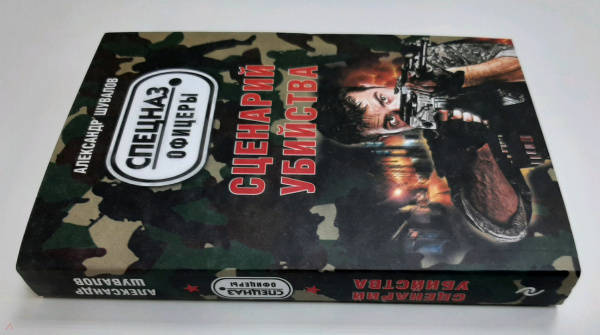 АЛЕКСАНДР ШУВАЛОВ
СПЕЦНАЗ
ОФИЦЕРЫ
СЦЕНАРИЙ
УБИЙСТВА
АЛЕКСАНДР
ШУВАЛОВ
СПЕЦНАЗ
ОФИЦЕРЫ
СЦЕНАРИЙ
УБИЙСТВА